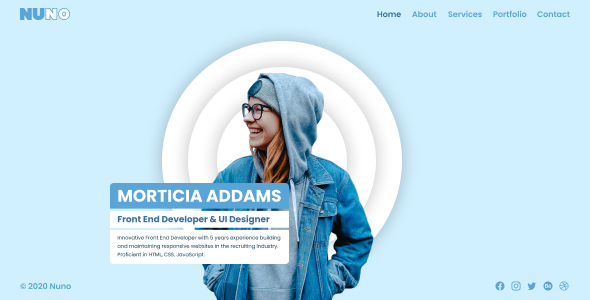 NUNO
Home About Services Portfolio Contact
MORTICIA ADDAMS
Front End Developer & UI Designer
Innovative Front End Developer with 5 years experience building
and maintaining responsive websites in the recruiting industry.
Proficient in HTML, CSS, JavaScript.
© 2020 Nuno